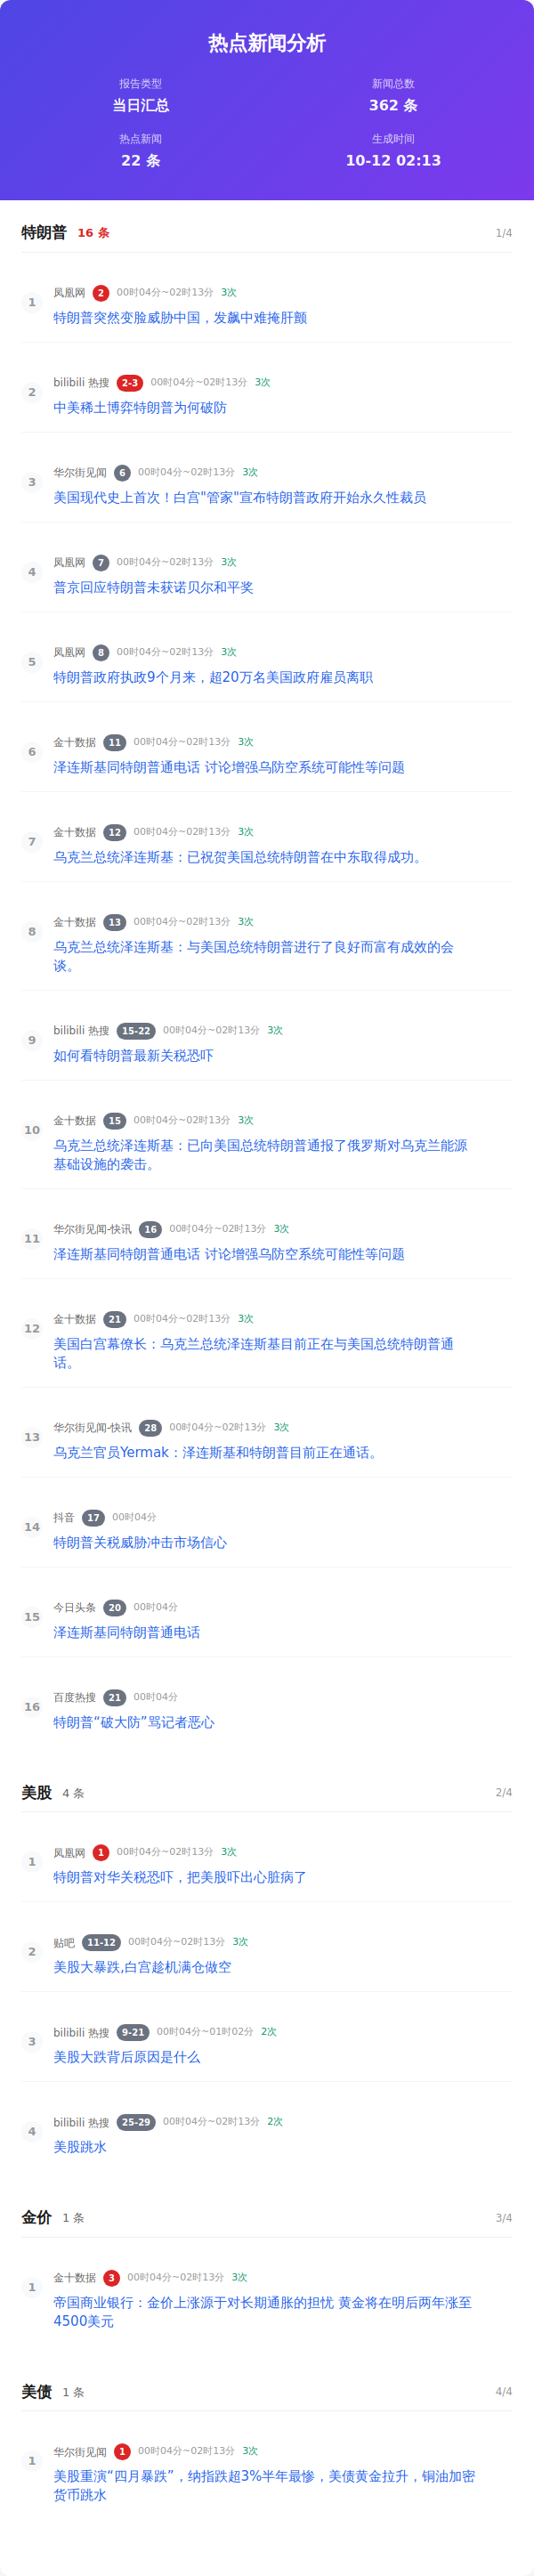 热点新闻分析
报告类型
当日汇总
新闻总数
362 条
热点新闻
22 条
生成时间
10-12 02:13
特朗普 16 条 1/4
1 凤凰网 2 00时04分~02时13分 3次
特朗普突然变脸威胁中国，发飙中难掩肝颤
2 bilibili 热搜 2-3 00时04分~02时13分 3次
中美稀土博弈特朗普为何破防
3 华尔街见闻 6 00时04分~02时13分 3次
美国现代史上首次！白宫"管家"宣布特朗普政府开始永久性裁员
4 凤凰网 7 00时04分~02时13分 3次
普京回应特朗普未获诺贝尔和平奖
5 凤凰网 8 00时04分~02时13分 3次
特朗普政府执政9个月来，超20万名美国政府雇员离职
6 金十数据 11 00时04分~02时13分 3次
泽连斯基同特朗普通电话 讨论增强乌防空系统可能性等问题
7 金十数据 12 00时04分~02时13分 3次
乌克兰总统泽连斯基：已祝贺美国总统特朗普在中东取得成功。
8 金十数据 13 00时04分~02时13分 3次
乌克兰总统泽连斯基：与美国总统特朗普进行了良好而富有成效的会
谈。
9 bilibili 热搜 15-22 00时04分~02时13分 3次
如何看特朗普最新关税恐吓
10 金十数据 15 00时04分~02时13分 3次
乌克兰总统泽连斯基：已向美国总统特朗普通报了俄罗斯对乌克兰能源
基础设施的袭击。
11 华尔街见闻-快讯 16 00时04分~02时13分 3次
泽连斯基同特朗普通电话 讨论增强乌防空系统可能性等问题
12 金十数据 21 00时04分~02时13分 3次
美国白宫幕僚长：乌克兰总统泽连斯基目前正在与美国总统特朗普通
话。
13 华尔街见闻-快讯 28 00时04分~02时13分 3次
乌克兰官员Yermak：泽连斯基和特朗普目前正在通话。
14 抖音 17 00时04分
特朗普关税威胁冲击市场信心
15 今日头条 20 00时04分
泽连斯基同特朗普通电话
16 百度热搜 21 00时04分
特朗普“破大防”骂记者恶心
美股 4 条 2/4
1 凤凰网 1 00时04分~02时13分 3次
特朗普对华关税恐吓，把美股吓出心脏病了
2 贴吧 11-12 00时04分~02时13分 3次
美股大暴跌,白宫趁机满仓做空
3 bilibili 热搜 9-21 00时04分~01时02分 2次
美股大跌背后原因是什么
4 bilibili 热搜 25-29 00时04分~02时13分 2次
美股跳水
金价 1 条 3/4
1 金十数据 3 00时04分~02时13分 3次
帝国商业银行：金价上涨源于对长期通胀的担忧 黄金将在明后两年涨至
4500美元
美债 1 条 4/4
1 华尔街见闻 1 00时04分~02时13分 3次
美股重演“四月暴跌”，纳指跌超3%半年最惨，美债黄金拉升，铜油加密
货币跳水